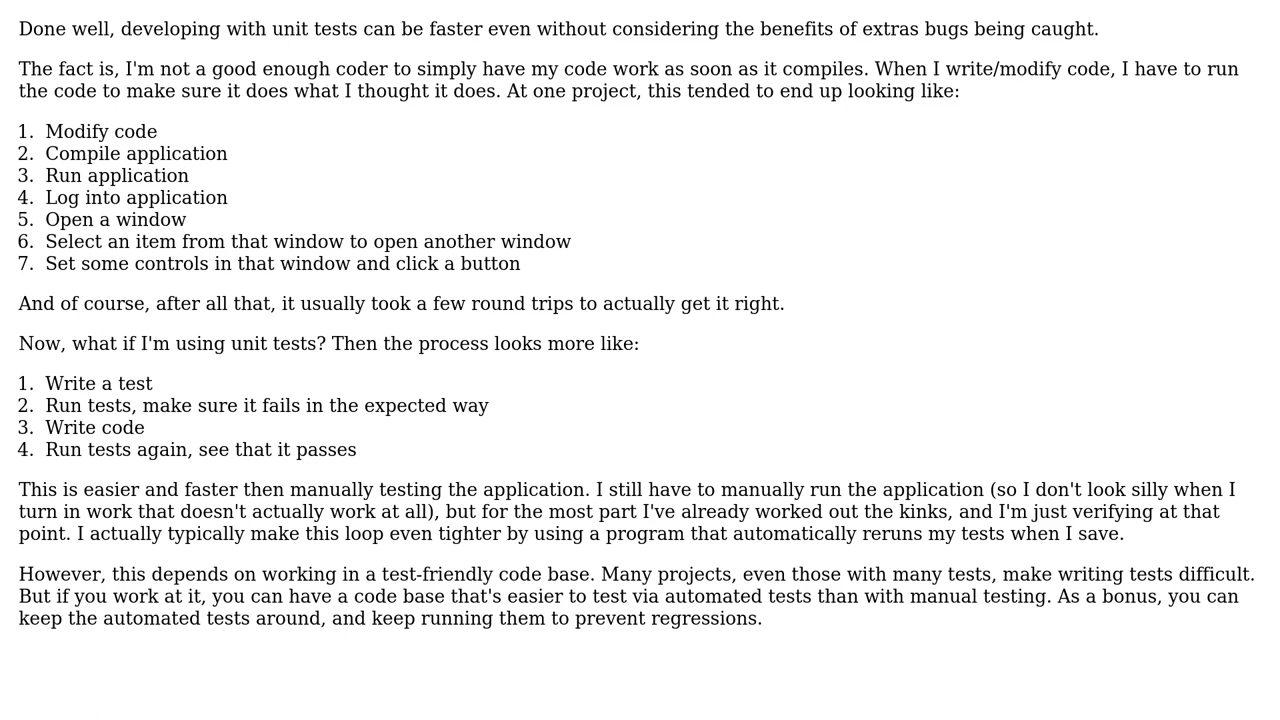 Done well, developing with unit tests can be faster even without considering the benefits of extras bugs being caught.
The fact is, I'm not a good enough coder to simply have my code work as soon as it compiles. When I write/modify code, I have to run
the code to make sure it does what I thought it does. At one project, this tended to end up looking like:
1. Modify code
2. Compile application
3. Run application
4. Log into application
5. Open a window
6. Select an item from that window to open another window
7. Set some controls in that window and click a button
And of course, after all that, it usually took a few round trips to actually get it right.
Now, what if I'm using unit tests? Then the process looks more like:
1. Write a test
2. Run tests, make sure it fails in the expected way
3. Write code
4. Run tests again, see that it passes
This is easier and faster then manually testing the application. I still have to manually run the application (so I don't look silly when I
turn in work that doesn't actually work at all), but for the most part I've already worked out the kinks, and I'm just verifying at that
point. I actually typically make this loop even tighter by using a program that automatically reruns my tests when I save.
However, this depends on working in a test-friendly code base. Many projects, even those with many tests, make writing tests difficult.
But if you work at it, you can have a code base that's easier to test via automated tests than with manual testing. As a bonus, you can
keep the automated tests around, and keep running them to prevent regressions.